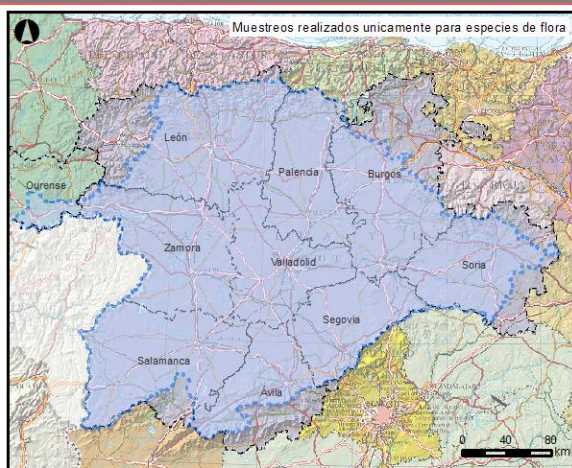 Muestreos realizados unicamente para especies de flora
León
Palencia
Burgos
Ourense
Zamora
Valladolid
Soria
Segovia
Salamanca
Ávila
0 40 80
km